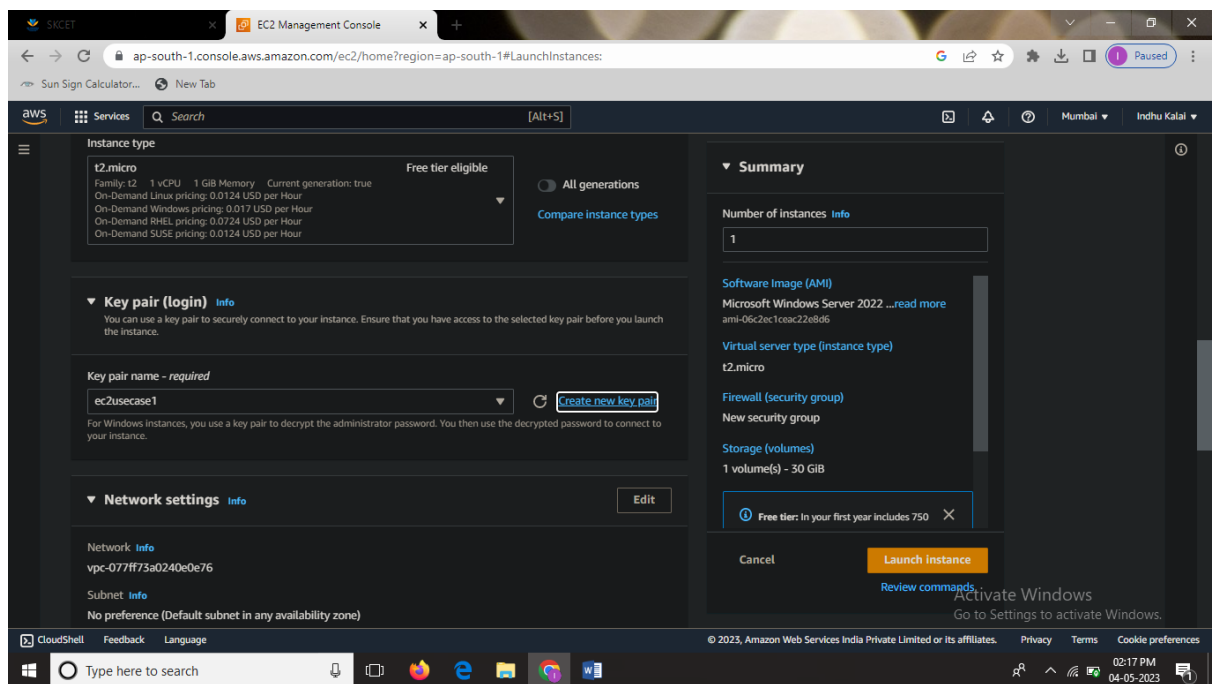 SKCET
EC2 Management Console
ap-south-1.console.aws.amazon.com/ec2/home?region=ap-south-1#LaunchInstances:
Paused
Sun Sign Calculator...
New Tab
aws
Services
Search
[Alt+S]
Mumbai
Indhu Kalai
Instance type
t2.micro
Free tier eligible
Family: t2 1 vCPU 1 GiB Memory Current generation: true
On-Demand Linux pricing: 0.0124 USD per Hour
On-Demand Windows pricing: 0.017 USD per Hour
On-Demand RHEL pricing: 0.0724 USD per Hour
On-Demand SUSE pricing: 0.0124 USD per Hour
All generations
Compare instance types
Key pair (login) Info
You can use a key pair to securely connect to your instance. Ensure that you have access to the selected key pair before you launch
the instance.
Key pair name - required
ec2usecase1
Create new key pair
For Windows instances, you use a key pair to decrypt the administrator password. You then use the decrypted password to connect to
your instance.
Network settings Info
Edit
Network Info
vpc-077ff73a0240e0e76
Subnet Info
No preference (Default subnet in any availability zone)
Summary
Number of instances Info
1
Software Image (AMI)
Microsoft Windows Server 2022 ...read more
ami-06c2ec1ceac22e8d6
Virtual server type (instance type)
t2.micro
Firewall (security group)
New security group
Storage (volumes)
1 volume(s) - 30 GiB
Free tier: In your first year includes 750
Cancel
Launch instance
Review commands
Activate Windows
Go to Settings to activate Windows.
CloudShell
Feedback
Language
© 2023, Amazon Web Services India Private Limited or its affiliates.
Privacy
Terms
Cookie preferences
Type here to search
02:17 PM
04-05-2023